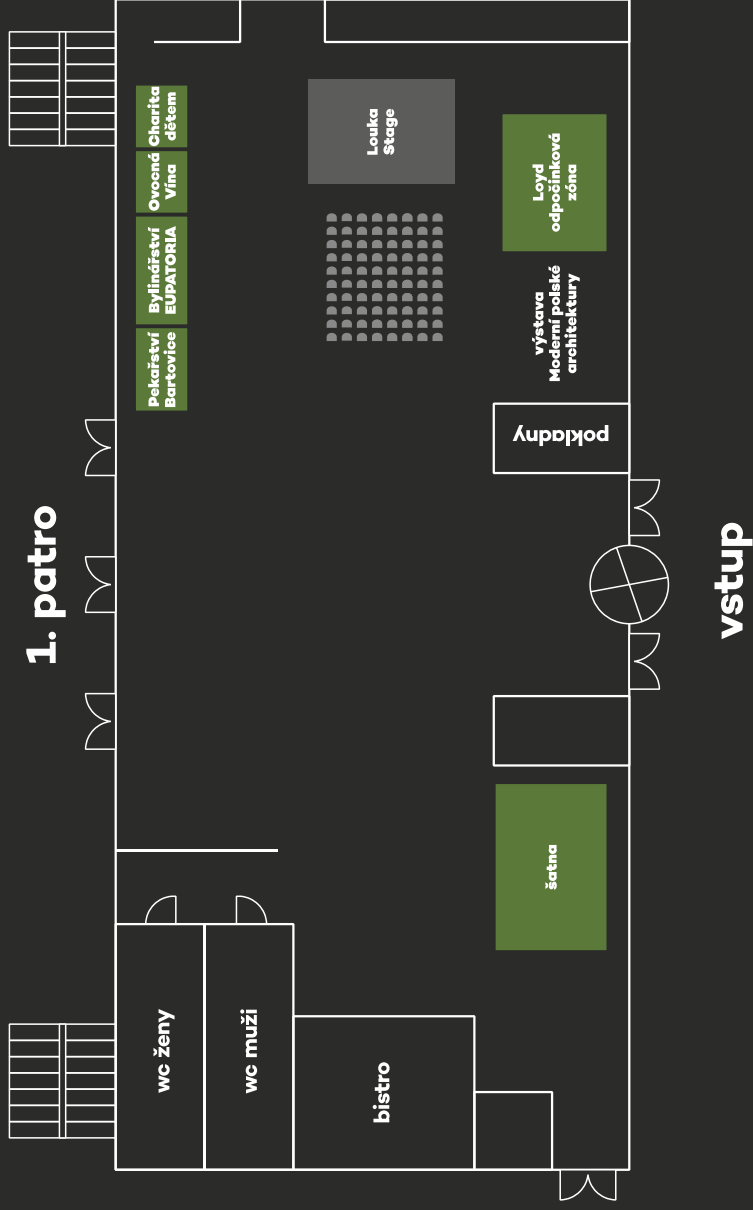 1. patro
wc ženy
wc muži
bistro
šatna
Pekařství
Bartovice
Bylinářství
EUPATORIA
Ovocná
Vína
Charita
dětem
Louka
Stage
Loyd
odpočinková
zóna
výstava
Moderní polské
architektury
pokladny
vstup